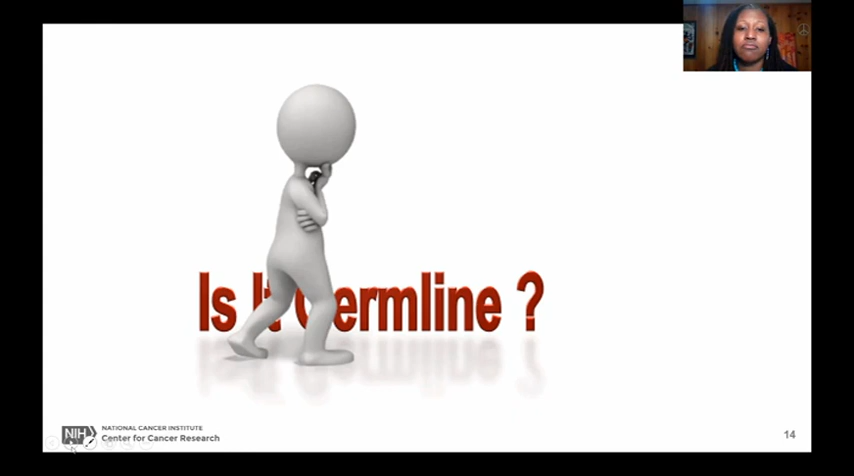 Is It Germline ?
NIH
NATIONAL CANCER INSTITUTE
Center for Cancer Research
14